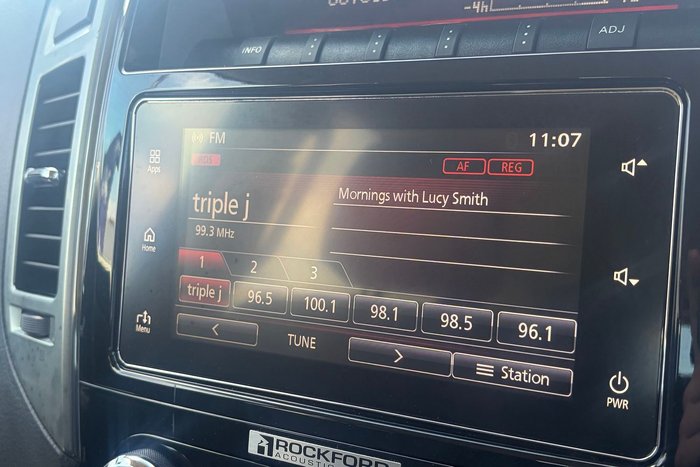 -4h
INFO
ADJ
FM
11:07
RDS
AF
REG
Apps
triple j
Mornings with Lucy Smith
99.3 MHz
Home
1
2
3
triple j
96.5
100.1
98.1
98.5
96.1
Menu
<
TUNE
>
Station
PWR
ROCKFORD